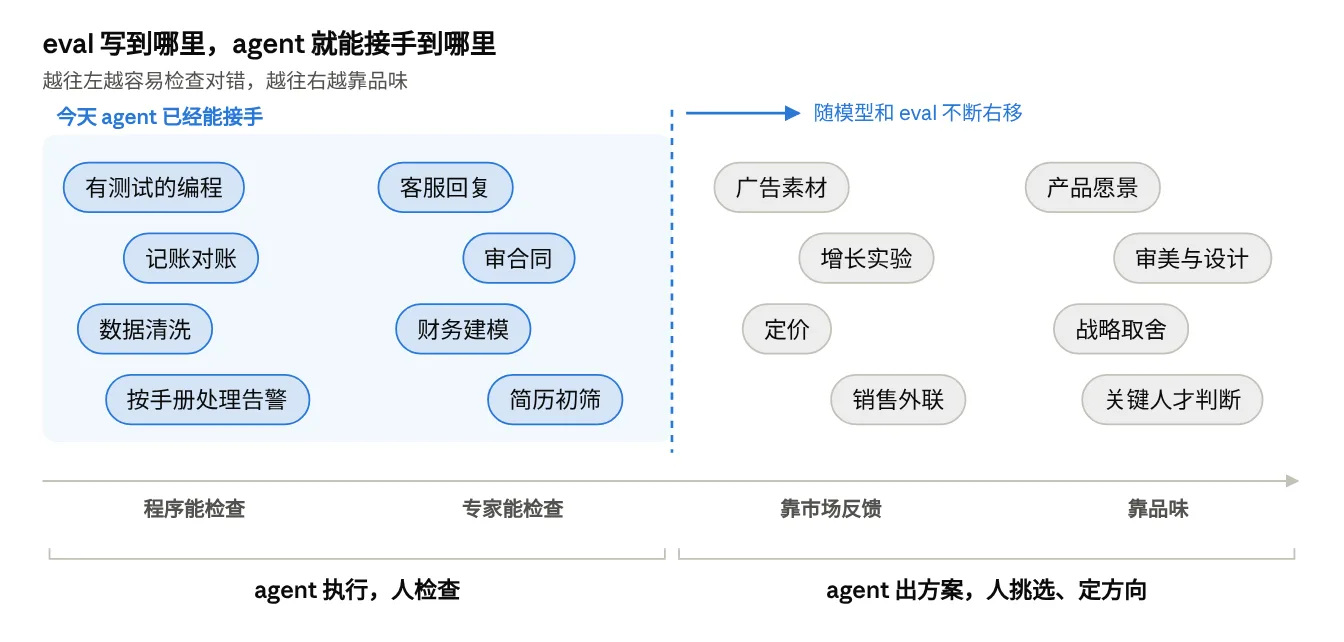 eval 写到哪里，agent 就能接手到哪里
越往左越容易检查对错，越往右越靠品味
今天 agent 已经能接手
随模型和 eval 不断右移
有测试的编程
客服回复
广告素材
产品愿景
记账对账
审合同
增长实验
审美与设计
数据清洗
财务建模
定价
战略取舍
按手册处理告警
简历初筛
销售外联
关键人才判断
程序能检查
专家能检查
靠市场反馈
靠品味
agent 执行，人检查
agent 出方案，人挑选、定方向